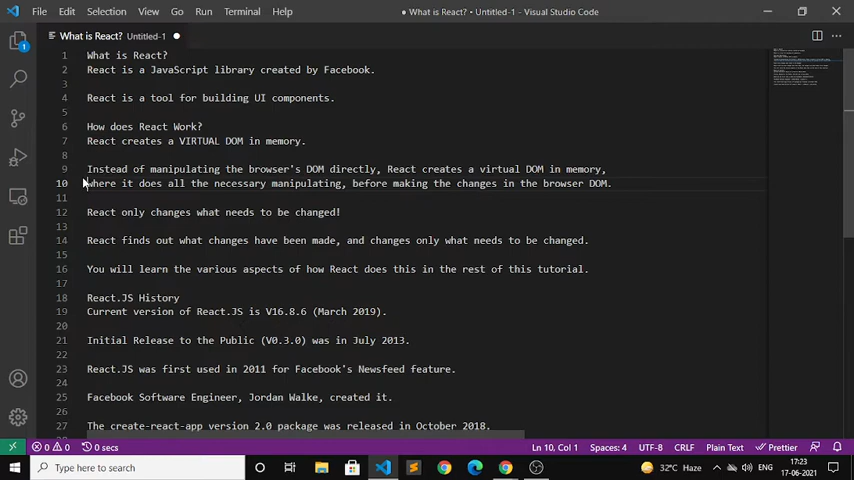 File Edit Selection View Go Run Terminal Help ● What is React? Untitled-1 - Visual Studio Code
What is React? Untitled-1 ●
1 What is React?
2 React is a JavaScript library created by Facebook.
3
4 React is a tool for building UI components.
5
6 How does React Work?
7 React creates a VIRTUAL DOM in memory.
8
9 Instead of manipulating the browser's DOM directly, React creates a virtual DOM in memory,
10 where it does all the necessary manipulating, before making the changes in the browser DOM.
11
12 React only changes what needs to be changed!
13
14 React finds out what changes have been made, and changes only what needs to be changed.
15
16 You will learn the various aspects of how React does this in the rest of this tutorial.
17
18 React.JS History
19 Current version of React.JS is V16.8.6 (March 2019).
20
21 Initial Release to the Public (V0.3.0) was in July 2013.
22
23 React.JS was first used in 2011 for Facebook's Newsfeed feature.
24
25 Facebook Software Engineer, Jordan Walke, created it.
26
27 The create-react-app version 2.0 package was released in October 2018.
1
0 0 0 secs Ln 10, Col 1 Spaces: 4 UTF-8 CRLF Plain Text Prettier
Type here to search 32°C Haze ENG 17:23
17-06-2021